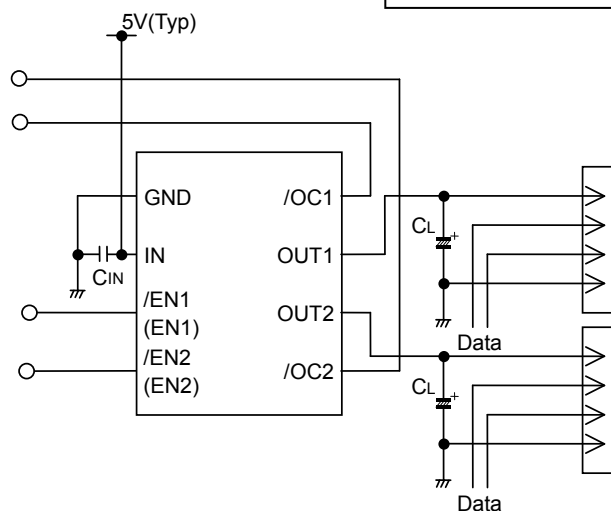 5V(Typ)
GND
/OC1
IN
OUT1
CIN
/EN1
(EN1)
OUT2
/EN2
(EN2)
/OC2
CL
+
Data
CL
+
Data